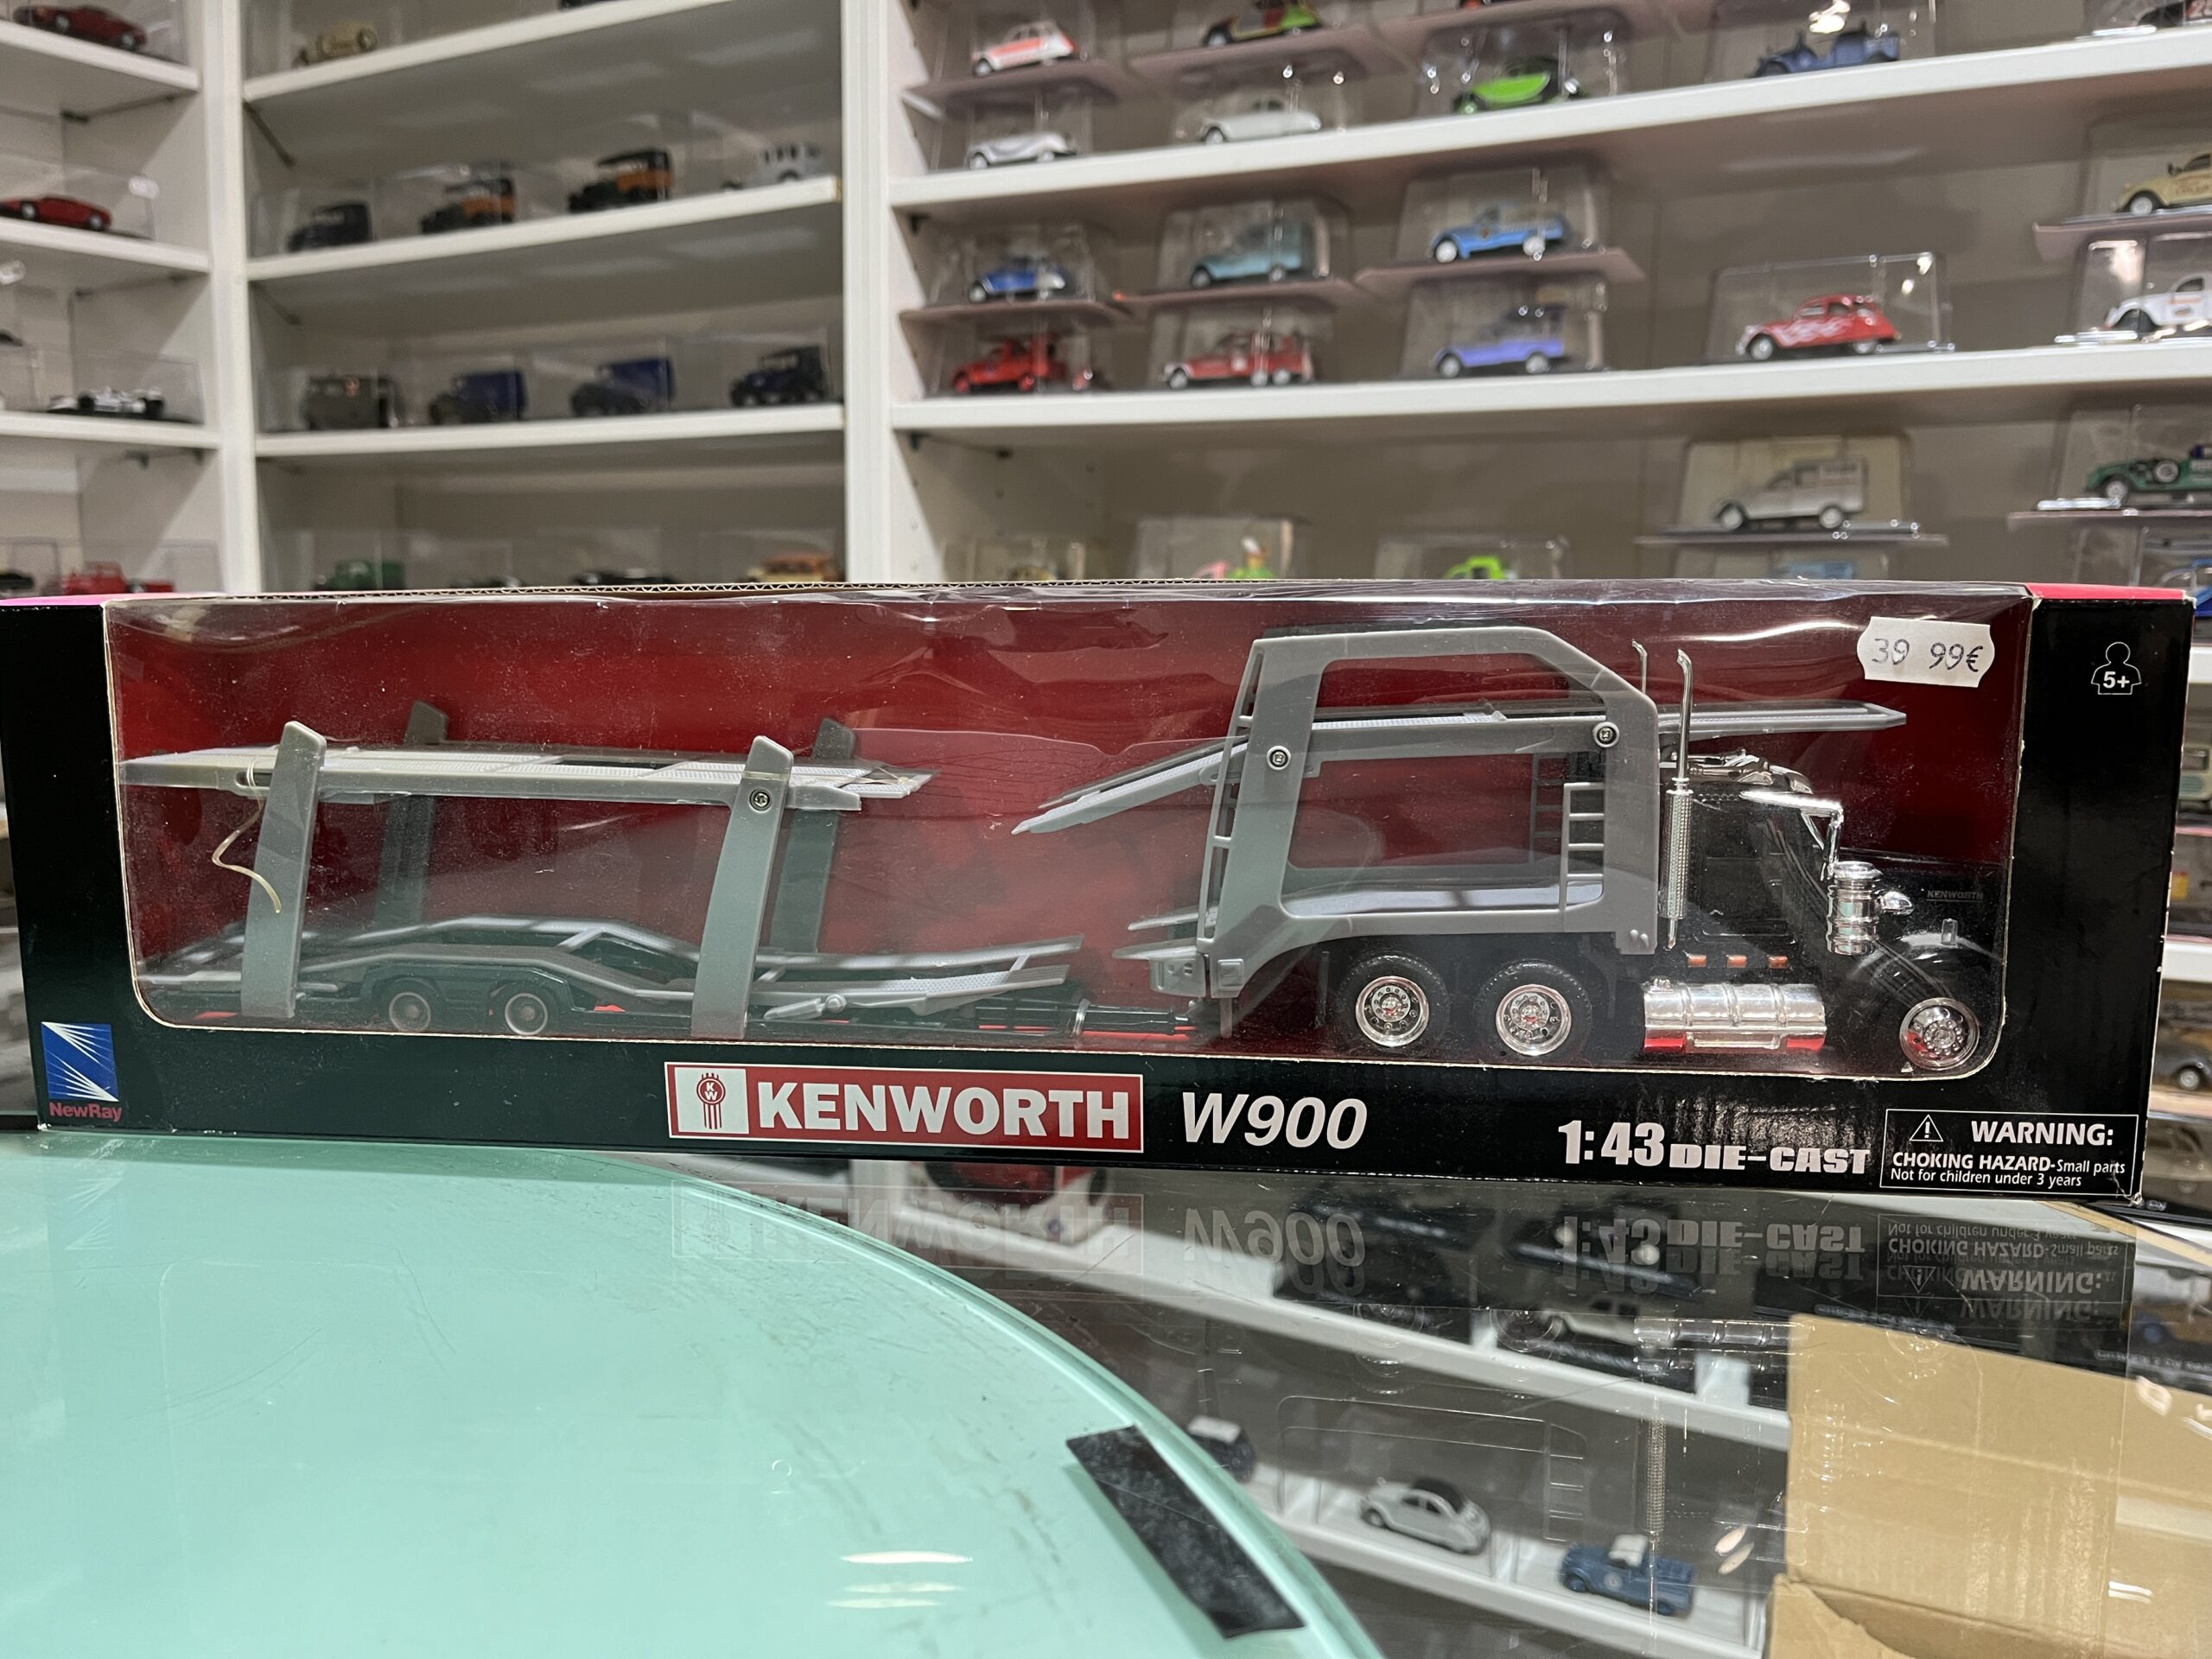 39 99€
5+
KENWORTH
NewRay
KW
KENWORTH W900
1:43 DIE-CAST
WARNING:
CHOKING HAZARD-Small parts
Not for children under 3 years